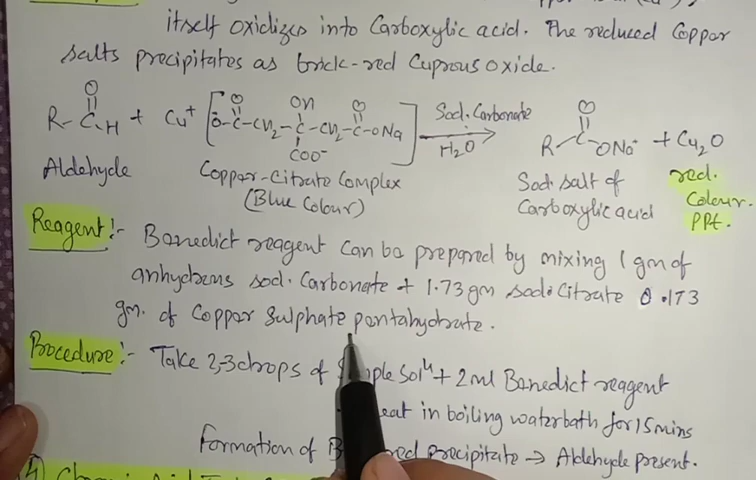 itself oxidizes into Carboxylic acid. The reduced Copper
salts precipitates as brick-red Cuprous oxide.
O O OH O Sod. Carbonate O
R-C-H + Cu+ [O-C-CH2-C-CH2-C-ONa] H2O R-C-ONa + Cu2O
COO-
Aldehyde Copper-Citrate Complex Sod. salt of red.
(Blue Colour) Carboxylic acid Colour.
PPt.
Reagent:- Benedict reagent can be prepared by mixing 1 gm of
anhydrous sod. Carbonate + 1.73 gm sod. Citrate 0.173
gm. of Copper Sulphate pentahydrate.
Procedure:- Take 2-3 drops of Soln + 2 ml Benedict reagent
in boiling waterbath for 15 mins
Formation of red precipitate → Aldehyde present.